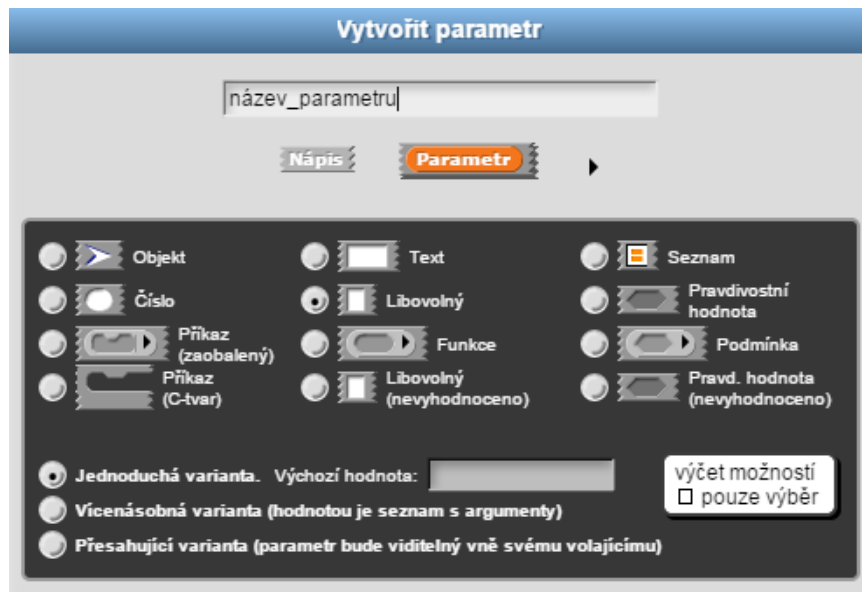 Vytvořit parametr
název_parametru
Nápis Parametr
Objekt Text Seznam
Číslo Libovolný Pravdivostní hodnota
Příkaz (zaobalený) Funkce Podmínka
Příkaz (C-tvar) Libovolný (nevyhodnoceno) Pravd. hodnota (nevyhodnoceno)
Jednoduchá varianta. Výchozí hodnota:
výčet možností
pouze výběr
Vícenásobná varianta (hodnotou je seznam s argumenty)
Přesahující varianta (parametr bude viditelný vně svému volajícímu)